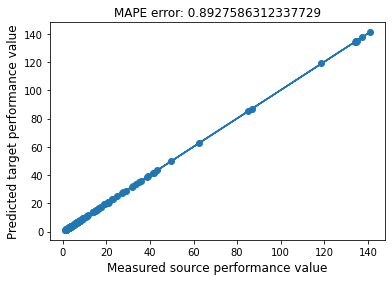 MAPE error: 0.8927586312337729
Predicted target performance value
140
120
100
80
60
40
20
0
0 20 40 60 80 100 120 140
Measured source performance value